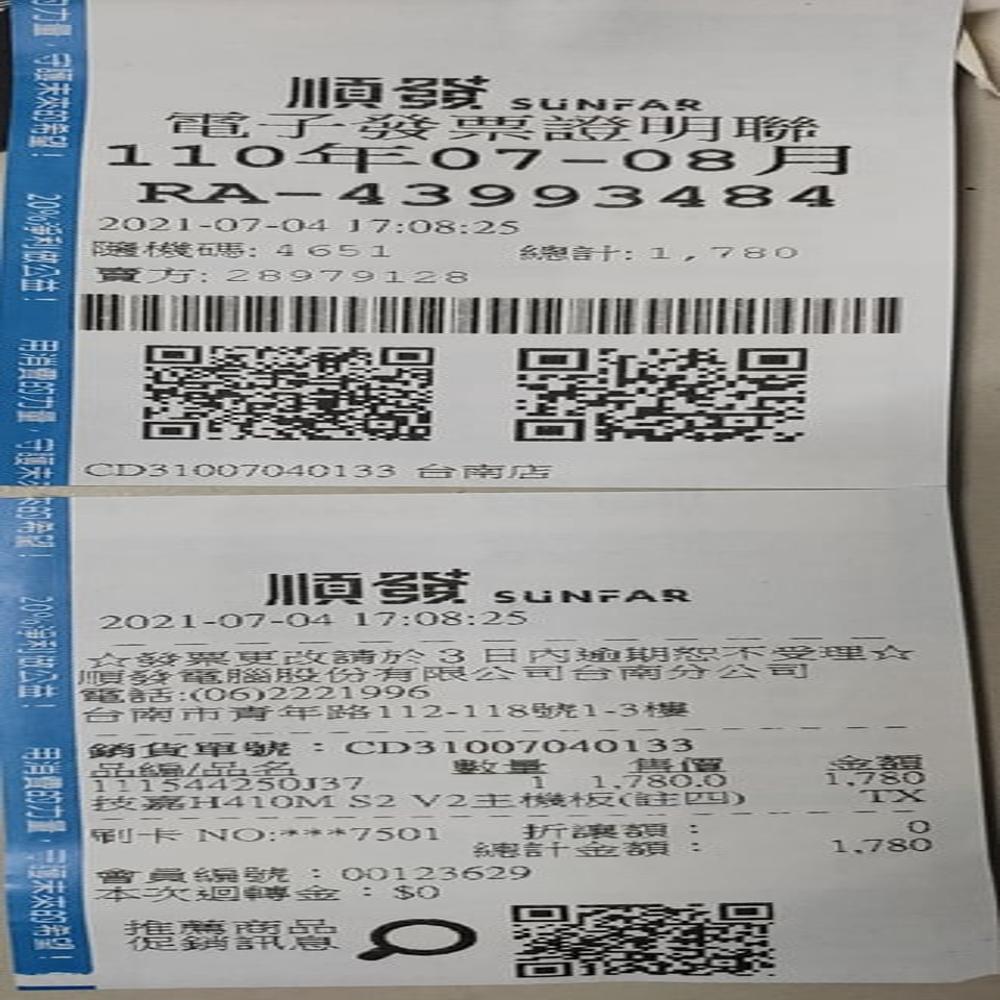 順發 SUNFAR
電子發票證明聯
110年07-08月
RA-43993484
2021-07-04 17:08:25
隨機碼: 4651 總計: 1,780
賣方: 28979128
CD31007040133 台南店
順發 SUNFAR
2021-07-04 17:08:25
☆發票更改請於 3 日內逾期恕不受理☆
順發電腦股份有限公司台南分公司
電話:(06)2221996
台南市青年路112-118號1-3樓
銷貨單號：CD31007040133
品編/品名 數量 售價 金額
111544250J37 1 1,780.0 1,780
技嘉H410M S2 V2主機板(註四) TX
刷卡 NO:***7501 折讓額： 0
總計金額： 1,780
會員編號：00123629
本次迴轉金：$0
推薦商品
促銷訊息
的力量，守護未來的希望！ 20%淨利做公益！ 用消費的力量，守護未來的希望！ 20%淨利做公益！ 用消費的力量，守護未來的希望！